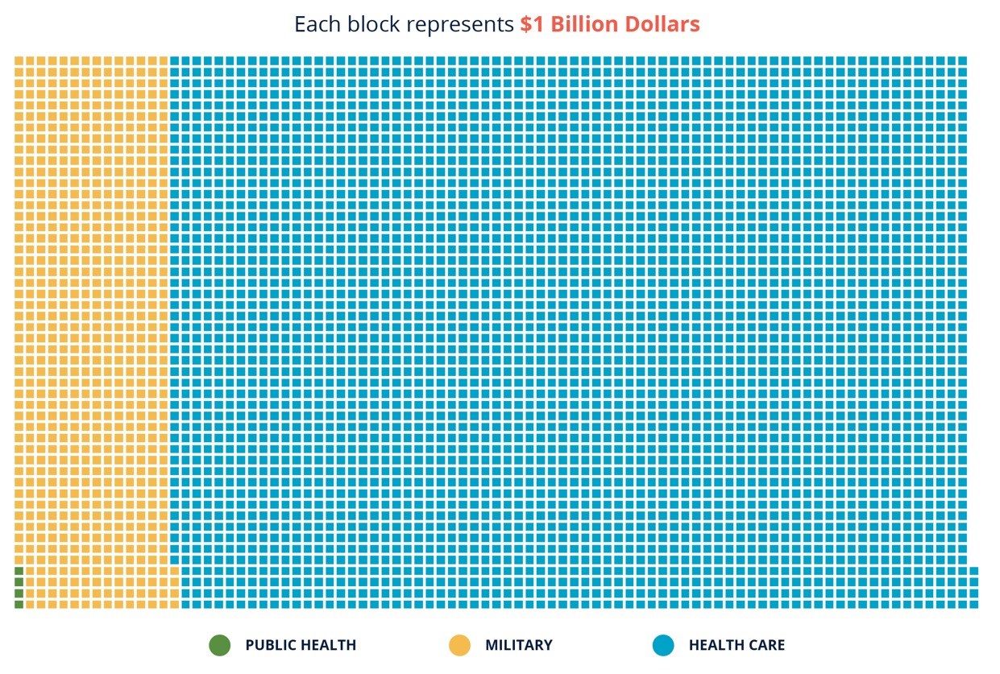 Each block represents $1 Billion Dollars
PUBLIC HEALTH
MILITARY
HEALTH CARE